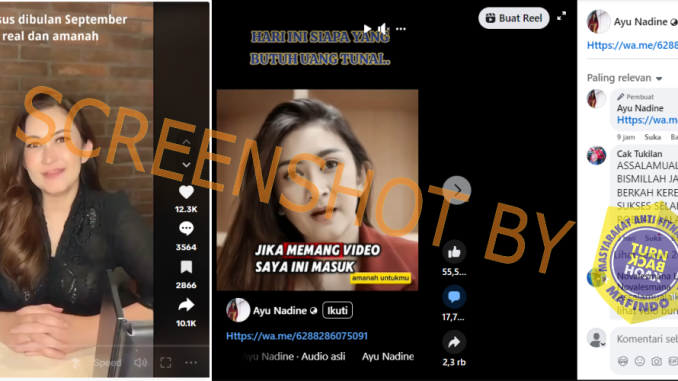 sus dibulan September
real dan amanah
12.3K
3564
2866
10.1K
Speed
HARI INI SIAPA YANG
BUTUH UANG TUNAI..
JIKA MEMANG VIDEO
SAYA INI MASUK
amanah untukmu
Buat Reel
55,5...
17,7...
2,3 rb
Ayu Nadine
Ikuti
https://wa.me/6288286075091
Ayu Nadine · Audio asli
Ayu Nadine
Ayu Nadine
https://wa.me/6288
Paling relevan
Pembuat
Ayu Nadine
https://wa.m
9 jam Suka
Cak Tukilan
ASSALAMUAL
BISMILLAH JA
BERKAH KERE
SUKSES SELA
Suka
Novalesmana
Komentari seb
SCREENSHOT BY
MASYARAKAT ANTI FITNA
TURN
BACK
HOAX
MAFINDO